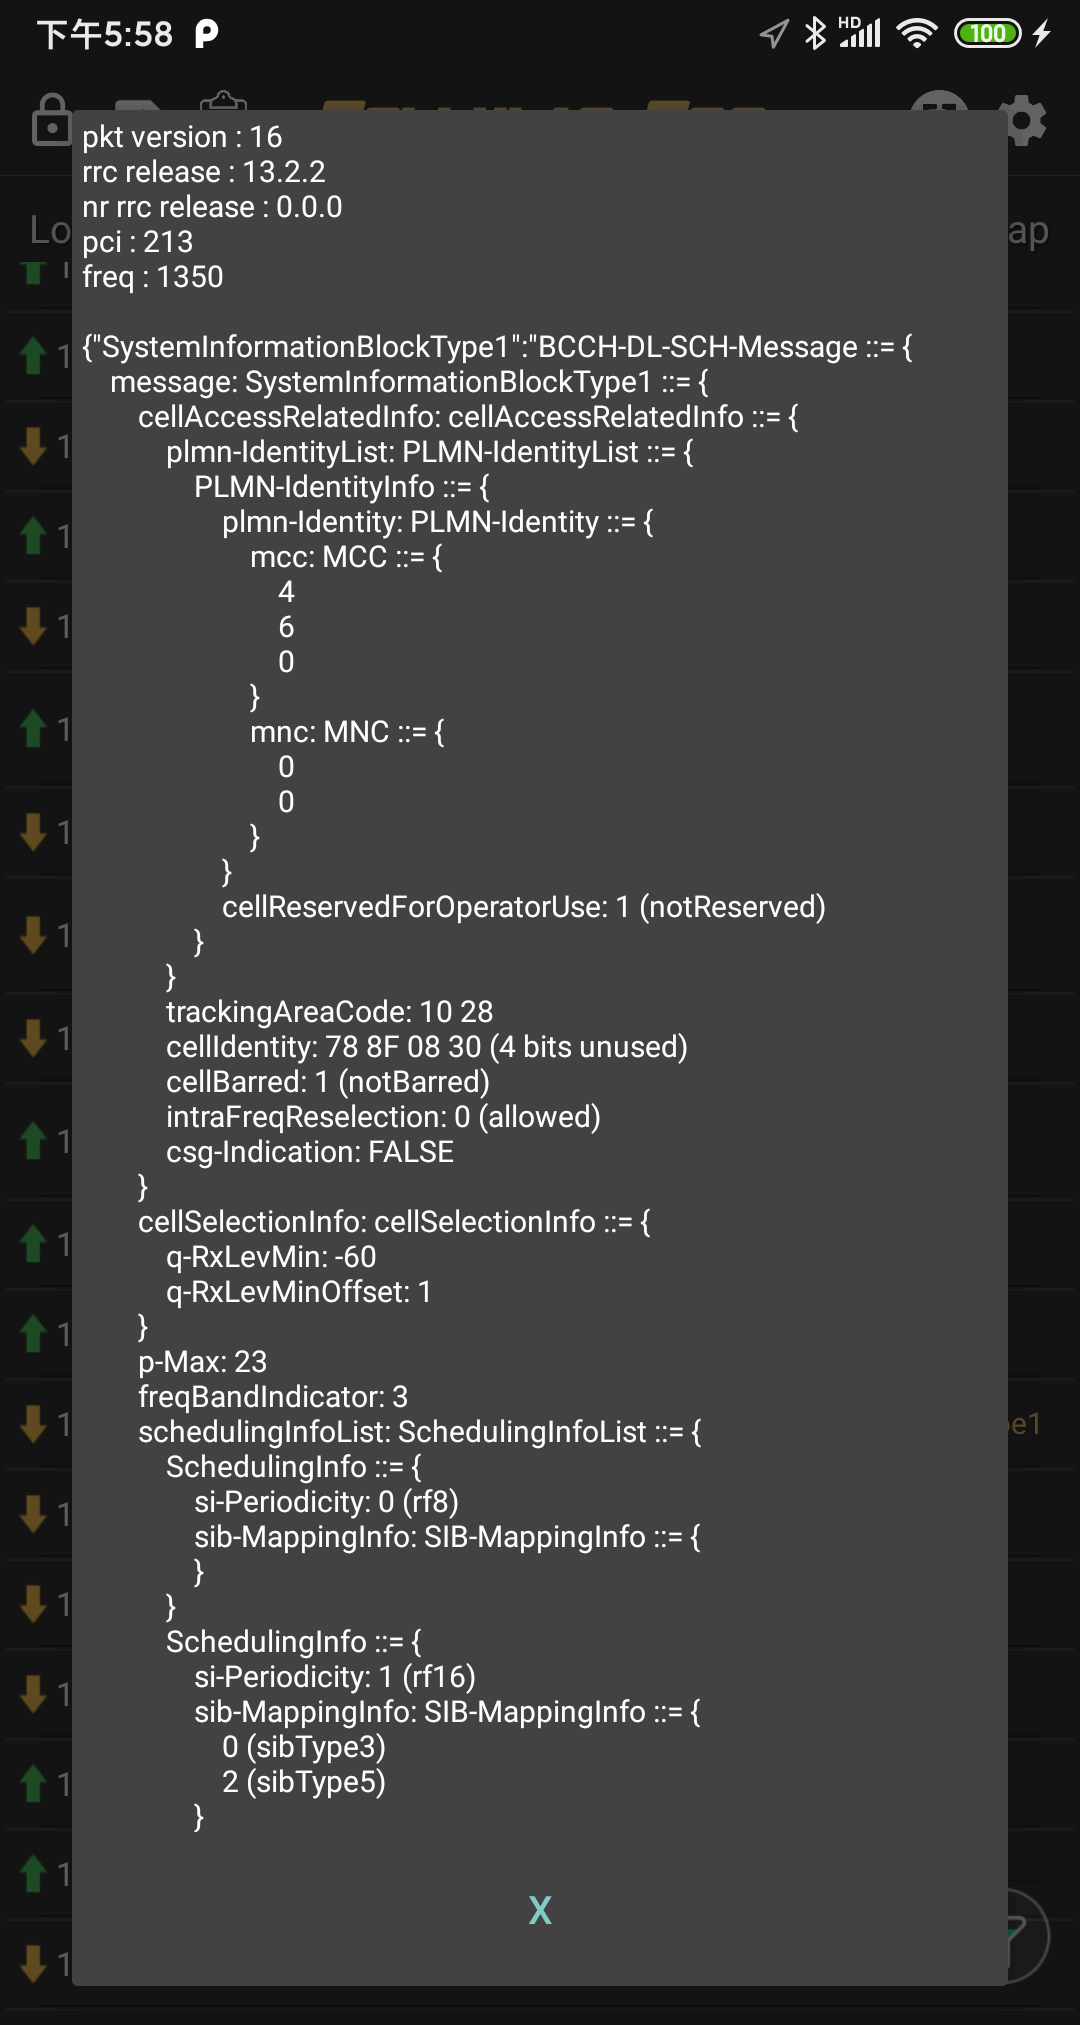 下午5:58
HD
100
Lo
ap
pkt version : 16
rrc release : 13.2.2
nr rrc release : 0.0.0
pci : 213
freq : 1350
{"SystemInformationBlockType1":"BCCH-DL-SCH-Message ::= {
message: SystemInformationBlockType1 ::= {
cellAccessRelatedInfo: cellAccessRelatedInfo ::= {
plmn-IdentityList: PLMN-IdentityList ::= {
PLMN-IdentityInfo ::= {
plmn-Identity: PLMN-Identity ::= {
mcc: MCC ::= {
4
6
0
}
mnc: MNC ::= {
0
0
}
}
cellReservedForOperatorUse: 1 (notReserved)
}
}
trackingAreaCode: 10 28
cellIdentity: 78 8F 08 30 (4 bits unused)
cellBarred: 1 (notBarred)
intraFreqReselection: 0 (allowed)
csg-Indication: FALSE
}
cellSelectionInfo: cellSelectionInfo ::= {
q-RxLevMin: -60
q-RxLevMinOffset: 1
}
p-Max: 23
freqBandIndicator: 3
schedulingInfoList: SchedulingInfoList ::= {
SchedulingInfo ::= {
si-Periodicity: 0 (rf8)
sib-MappingInfo: SIB-MappingInfo ::= {
}
}
SchedulingInfo ::= {
si-Periodicity: 1 (rf16)
sib-MappingInfo: SIB-MappingInfo ::= {
0 (sibType3)
2 (sibType5)
}
X